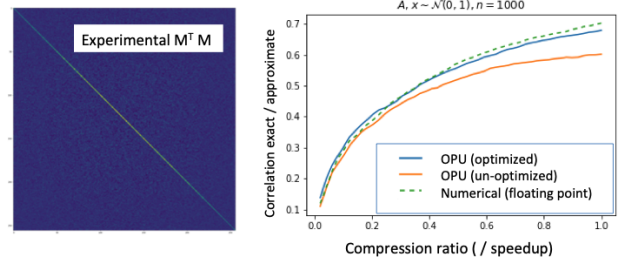 Experimental Mᵀ M
A, x ~ 𝒩(0, 1), n = 1000
Correlation exact / approximate
0.7
0.6
0.5
0.4
0.3
0.2
0.1
OPU (optimized)
OPU (un-optimized)
Numerical (floating point)
0.0 0.2 0.4 0.6 0.8 1.0
Compression ratio ( / speedup)